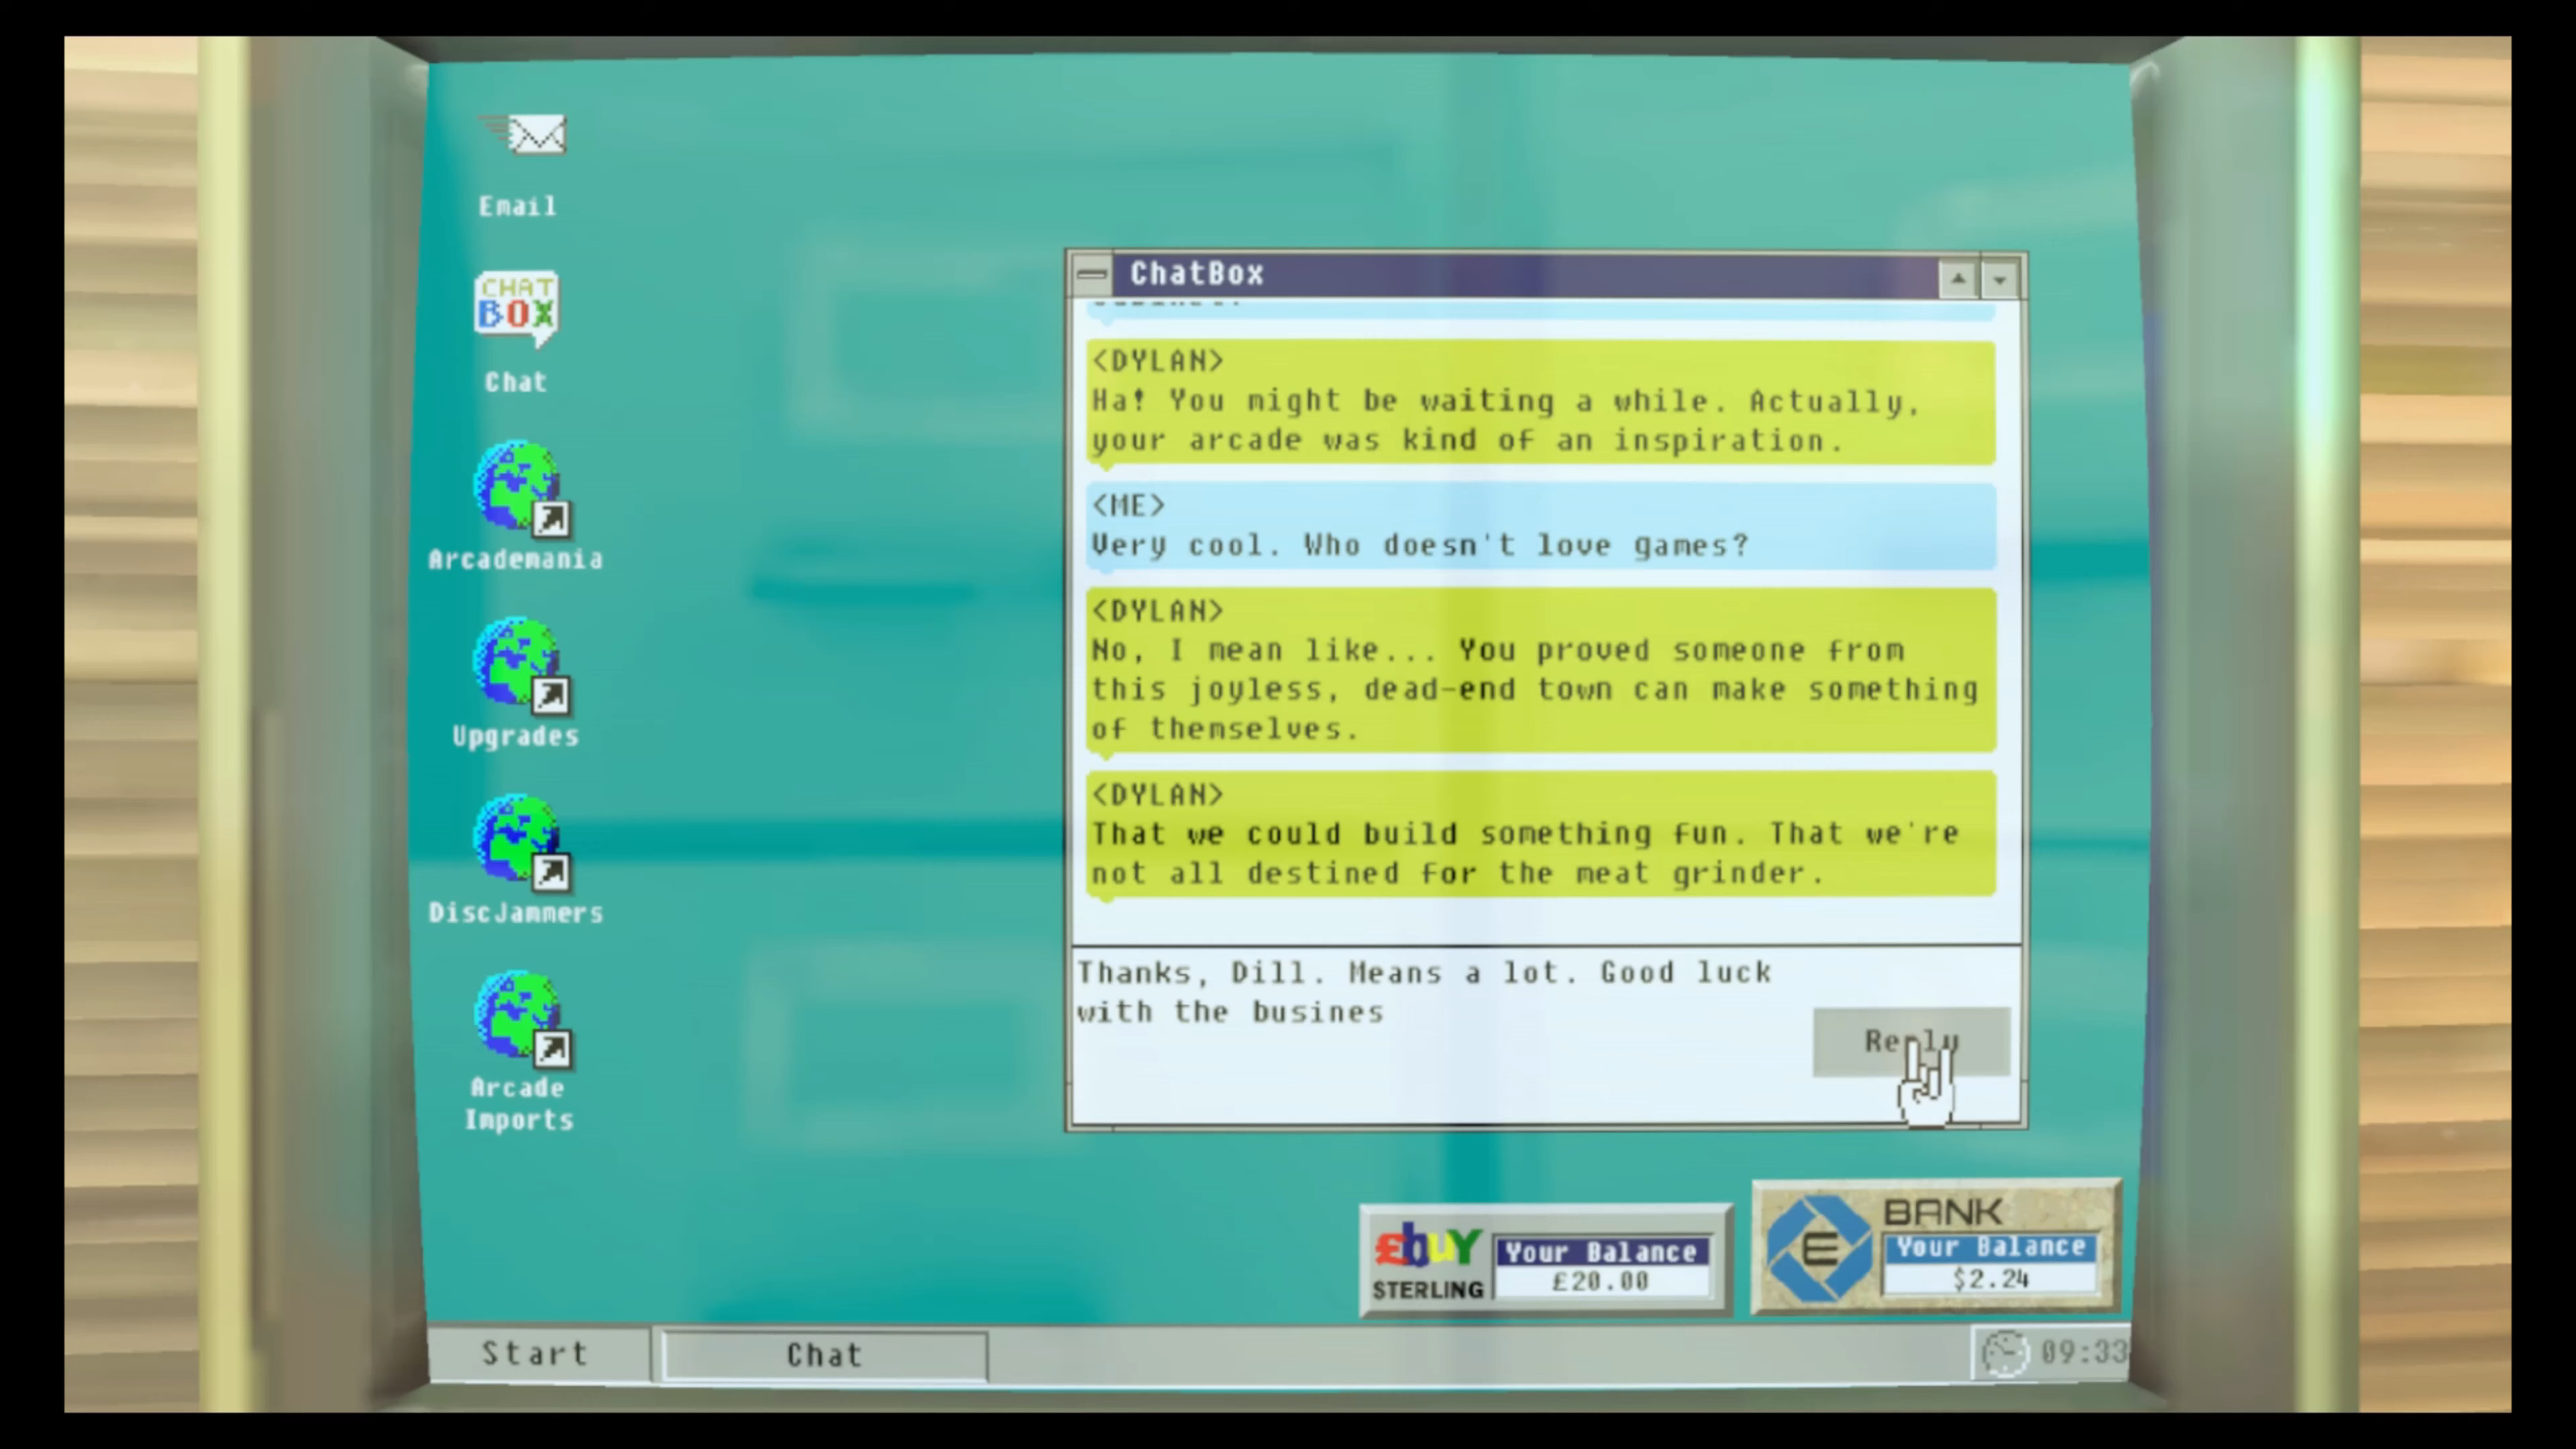 Email
CHAT
BOX
Chat
Arcademania
Upgrades
DiscJammers
Arcade
Imports
ChatBox
<DYLAN>
Ha! You might be waiting a while. Actually,
your arcade was kind of an inspiration.
<ME>
Very cool. Who doesn't love games?
<DYLAN>
No, I mean like... You proved someone from
this joyless, dead-end town can make something
of themselves.
<DYLAN>
That we could build something fun. That we're
not all destined for the meat grinder.
Thanks, Dill. Means a lot. Good luck
with the busines
Reply
£buY
STERLING
Your Balance
£20.00
E
BANK
Your Balance
$2.24
Start
Chat
09:33